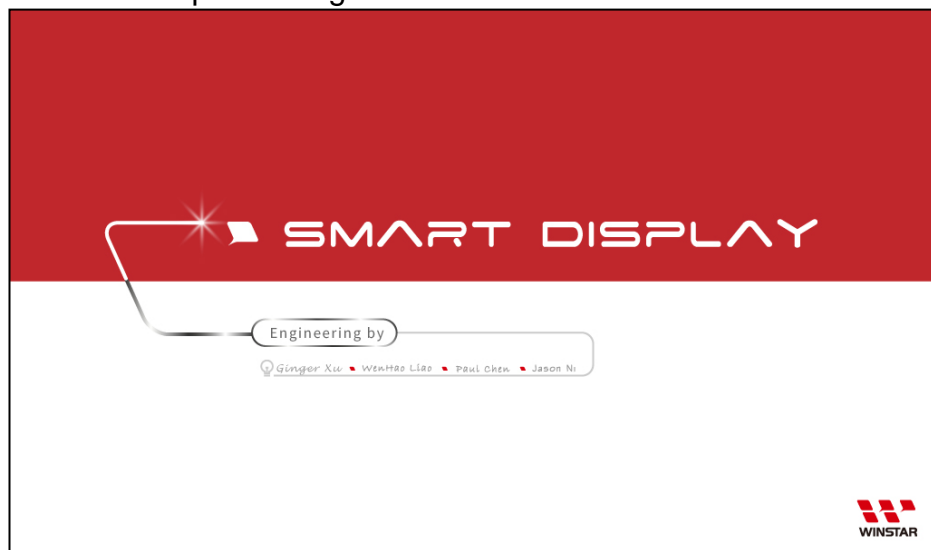 SMART DISPLAY
Engineering by
Ginger Xu WenHao Liao Paul Chen Jason Ni
WINSTAR